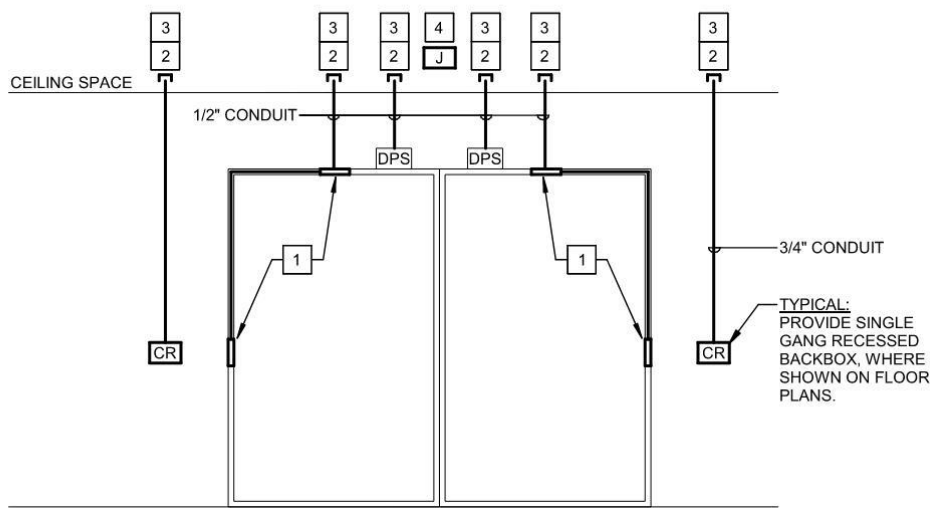 3 3 3 4 3 3 3
2 2 2 J 2 2 2
CEILING SPACE
1/2" CONDUIT
DPS DPS
1 1
3/4" CONDUIT
TYPICAL:
PROVIDE SINGLE
GANG RECESSED
BACKBOX, WHERE
SHOWN ON FLOOR
PLANS.
CR CR